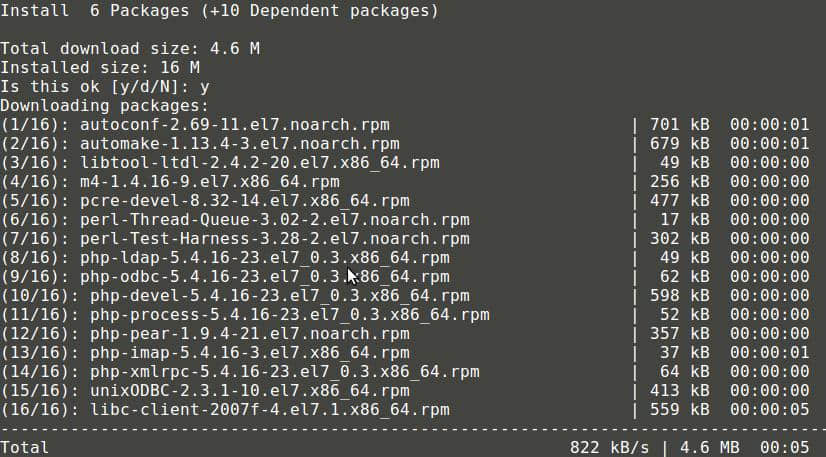 Install  6 Packages (+10 Dependent packages)
Total download size: 4.6 M
Installed size: 16 M
Is this ok [y/d/N]: y
Downloading packages:
(1/16): autoconf-2.69-11.el7.noarch.rpm | 701 kB  00:00:01
(2/16): automake-1.13.4-3.el7.noarch.rpm | 679 kB  00:00:01
(3/16): libtool-ltdl-2.4.2-20.el7.x86_64.rpm | 49 kB  00:00:00
(4/16): m4-1.4.16-9.el7.x86_64.rpm | 256 kB  00:00:00
(5/16): pcre-devel-8.32-14.el7.x86_64.rpm | 477 kB  00:00:00
(6/16): perl-Thread-Queue-3.02-2.el7.noarch.rpm | 17 kB  00:00:00
(7/16): perl-Test-Harness-3.28-2.el7.noarch.rpm | 302 kB  00:00:00
(8/16): php-ldap-5.4.16-23.el7_0.3.x86_64.rpm | 49 kB  00:00:00
(9/16): php-odbc-5.4.16-23.el7_0.3.x86_64.rpm | 62 kB  00:00:00
(10/16): php-devel-5.4.16-23.el7_0.3.x86_64.rpm | 598 kB  00:00:00
(11/16): php-process-5.4.16-23.el7_0.3.x86_64.rpm | 52 kB  00:00:00
(12/16): php-pear-1.9.4-21.el7.noarch.rpm | 357 kB  00:00:00
(13/16): php-imap-5.4.16-3.el7.x86_64.rpm | 37 kB  00:00:01
(14/16): php-xmlrpc-5.4.16-23.el7_0.3.x86_64.rpm | 64 kB  00:00:00
(15/16): unixODBC-2.3.1-10.el7.x86_64.rpm | 413 kB  00:00:00
(16/16): libc-client-2007f-4.el7.1.x86_64.rpm | 559 kB  00:00:05
--------------------------------------------------------------------------------
Total 822 kB/s | 4.6 MB  00:05